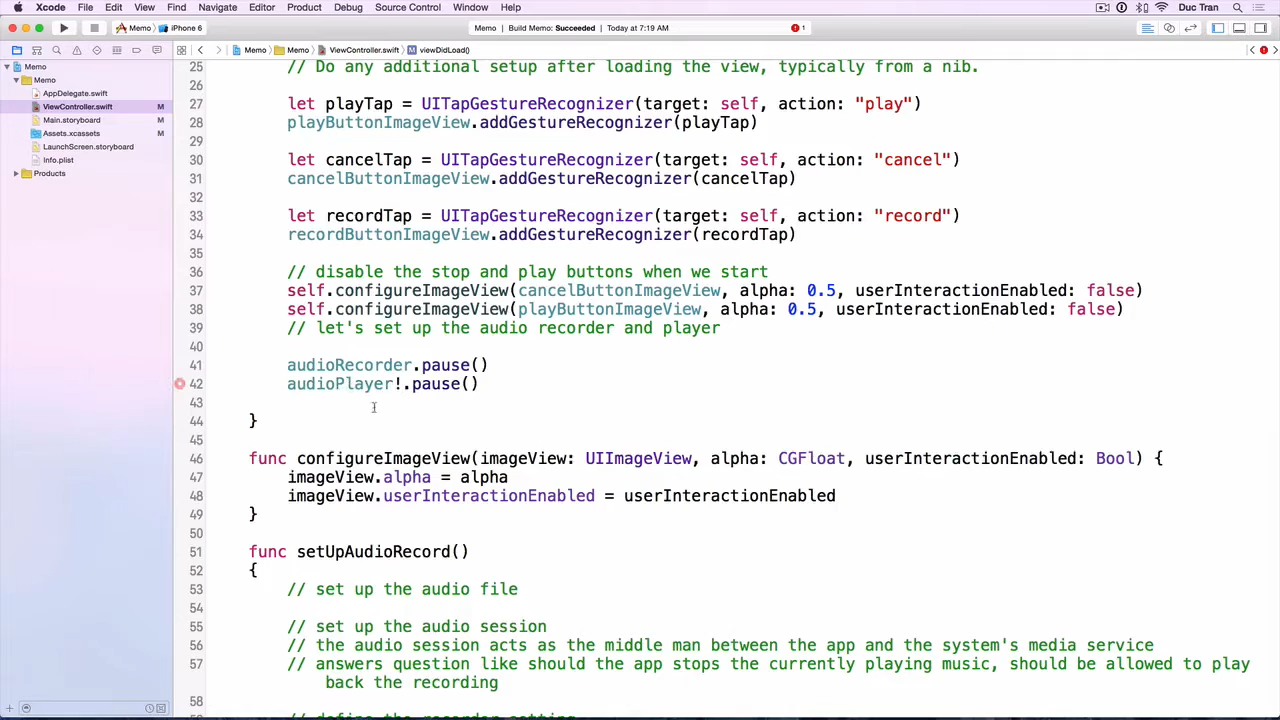 Xcode File Edit View Find Navigate Editor Product Debug Source Control Window Help Duc Tran
Memo iPhone 6 Memo Build Memo: Succeeded Today at 7:19 AM 1
Memo Memo ViewController.swift M viewDidLoad()
Memo
Memo
AppDelegate.swift
ViewController.swift M
Main.storyboard M
Assets.xcassets M
LaunchScreen.storyboard
Info.plist
Products
25 // Do any additional setup after loading the view, typically from a nib.
26
27 let playTap = UITapGestureRecognizer(target: self, action: "play")
28 playButtonImageView.addGestureRecognizer(playTap)
29
30 let cancelTap = UITapGestureRecognizer(target: self, action: "cancel")
31 cancelButtonImageView.addGestureRecognizer(cancelTap)
32
33 let recordTap = UITapGestureRecognizer(target: self, action: "record")
34 recordButtonImageView.addGestureRecognizer(recordTap)
35
36 // disable the stop and play buttons when we start
37 self.configureImageView(cancelButtonImageView, alpha: 0.5, userInteractionEnabled: false)
38 self.configureImageView(playButtonImageView, alpha: 0.5, userInteractionEnabled: false)
39 // let's set up the audio recorder and player
40
41 audioRecorder.pause()
42 audioPlayer!.pause()
43
44 }
45
46 func configureImageView(imageView: UIImageView, alpha: CGFloat, userInteractionEnabled: Bool) {
47 imageView.alpha = alpha
48 imageView.userInteractionEnabled = userInteractionEnabled
49 }
50
51 func setUpAudioRecord()
52 {
53 // set up the audio file
54
55 // set up the audio session
56 // the audio session acts as the middle man between the app and the system's media service
57 // answers question like should the app stops the currently playing music, should be allowed to play
back the recording
58
// define the recorder setting